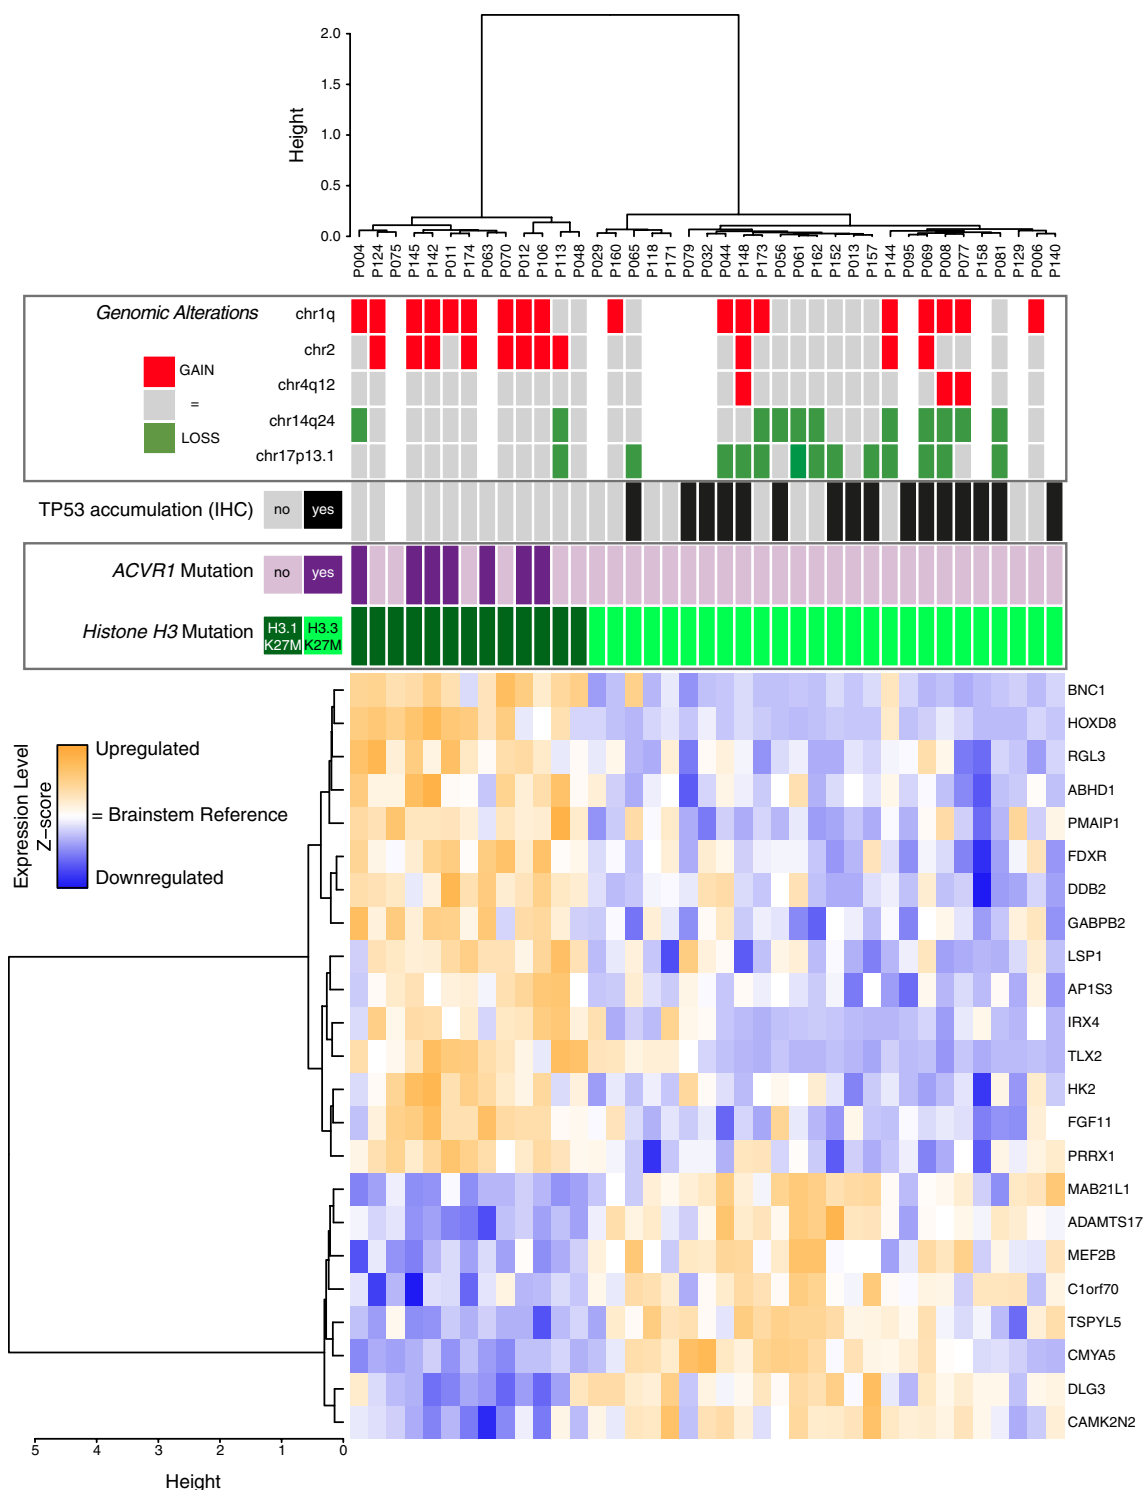 2.0
1.5
1.0
0.5
0.0
Height
P004 P124 P075 P145 P142 P011 P174 P063 P070 P012 P106 P113 P048 P029 P160 P065 P118 P171 P079 P032 P044 P148 P173 P056 P061 P162 P152 P013 P157 P144 P095 P069 P008 P077 P158 P081 P129 P006 P140
Genomic Alterations
GAIN
=
LOSS
chr1q
chr2
chr4q12
chr14q24
chr17p13.1
TP53 accumulation (IHC) no yes
ACVR1 Mutation no yes
Histone H3 Mutation
H3.1 K27M
H3.3 K27M
Expression Level
Z−score
Upregulated
= Brainstem Reference
Downregulated
BNC1
HOXD8
RGL3
ABHD1
PMAIP1
FDXR
DDB2
GABPB2
LSP1
AP1S3
IRX4
TLX2
HK2
FGF11
PRRX1
MAB21L1
ADAMTS17
MEF2B
C1orf70
TSPYL5
CMYA5
DLG3
CAMK2N2
5 4 3 2 1 0
Height